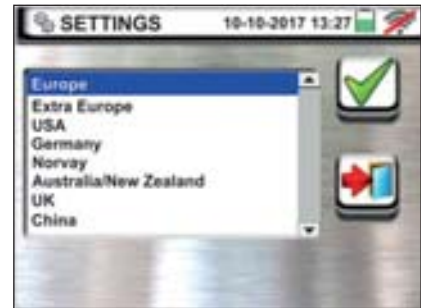 SETTINGS 10-10-2017 13:27
Europe
Extra Europe
USA
Germany
Norvay
Australia/New Zealand
UK
China